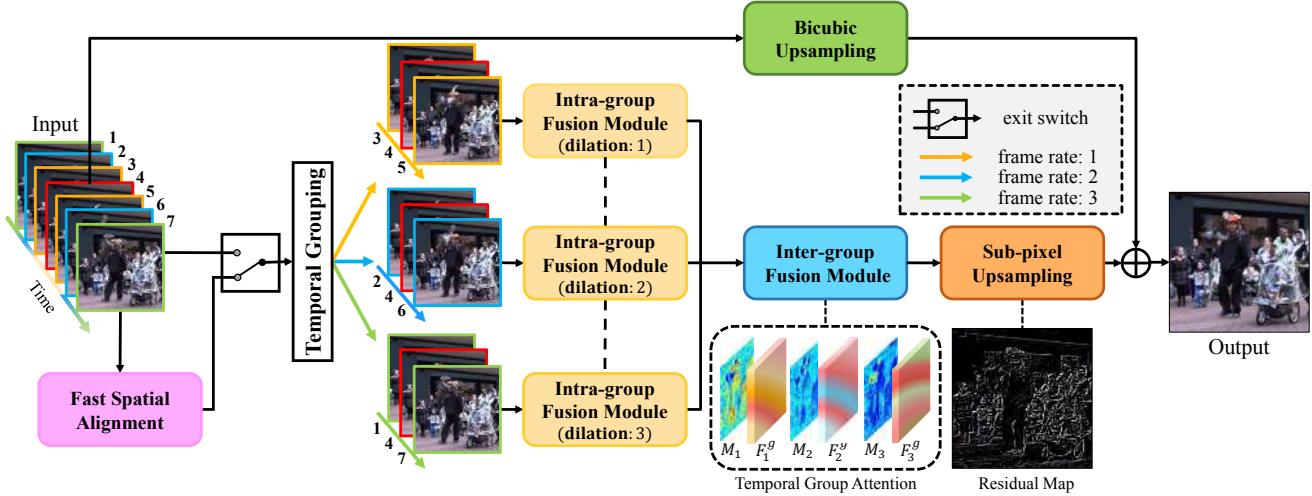 Bicubic
Upsampling
Input
1
2
3
4
5
6
7
Time
Fast Spatial
Alignment
Temporal Grouping
3
4
5
Intra-group
Fusion Module
(dilation: 1)
2
4
6
Intra-group
Fusion Module
(dilation: 2)
1
4
7
Intra-group
Fusion Module
(dilation: 3)
exit switch
frame rate: 1
frame rate: 2
frame rate: 3
Inter-group
Fusion Module
Sub-pixel
Upsampling
M₁ F₁ᵍ M₂ F₂ᵍ M₃ F₃ᵍ
Temporal Group Attention
Residual Map
Output